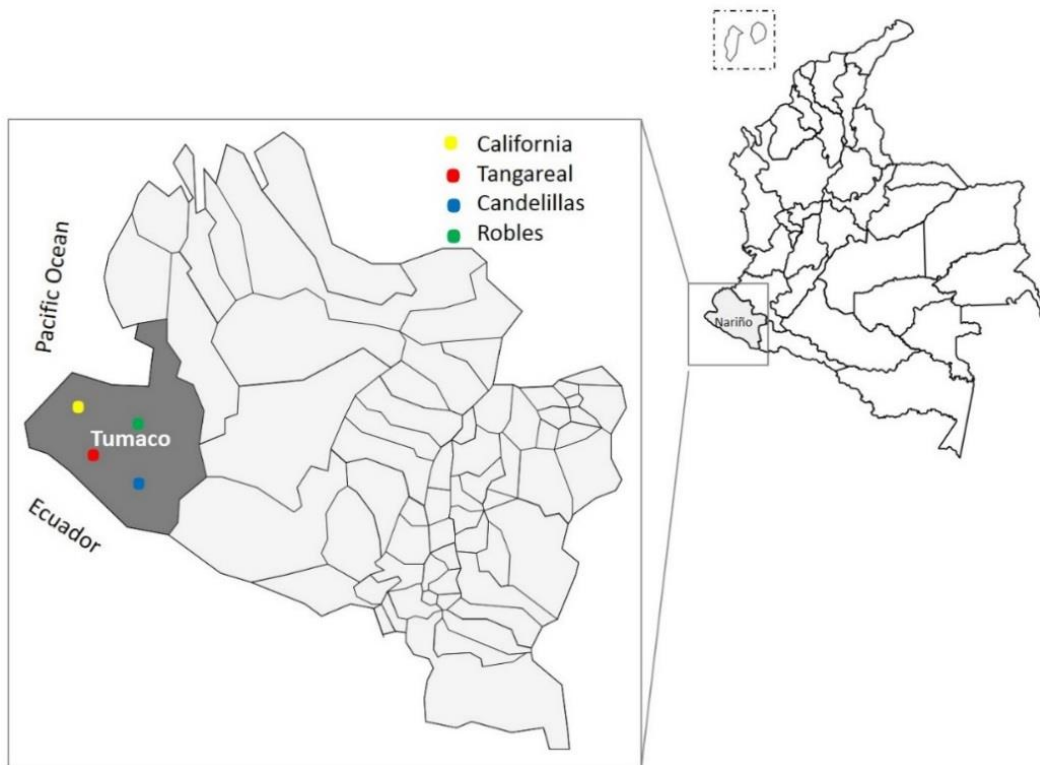 California
Tangareal
Candelillas
Robles
Pacific Ocean
Tumaco
Ecuador
Nariño